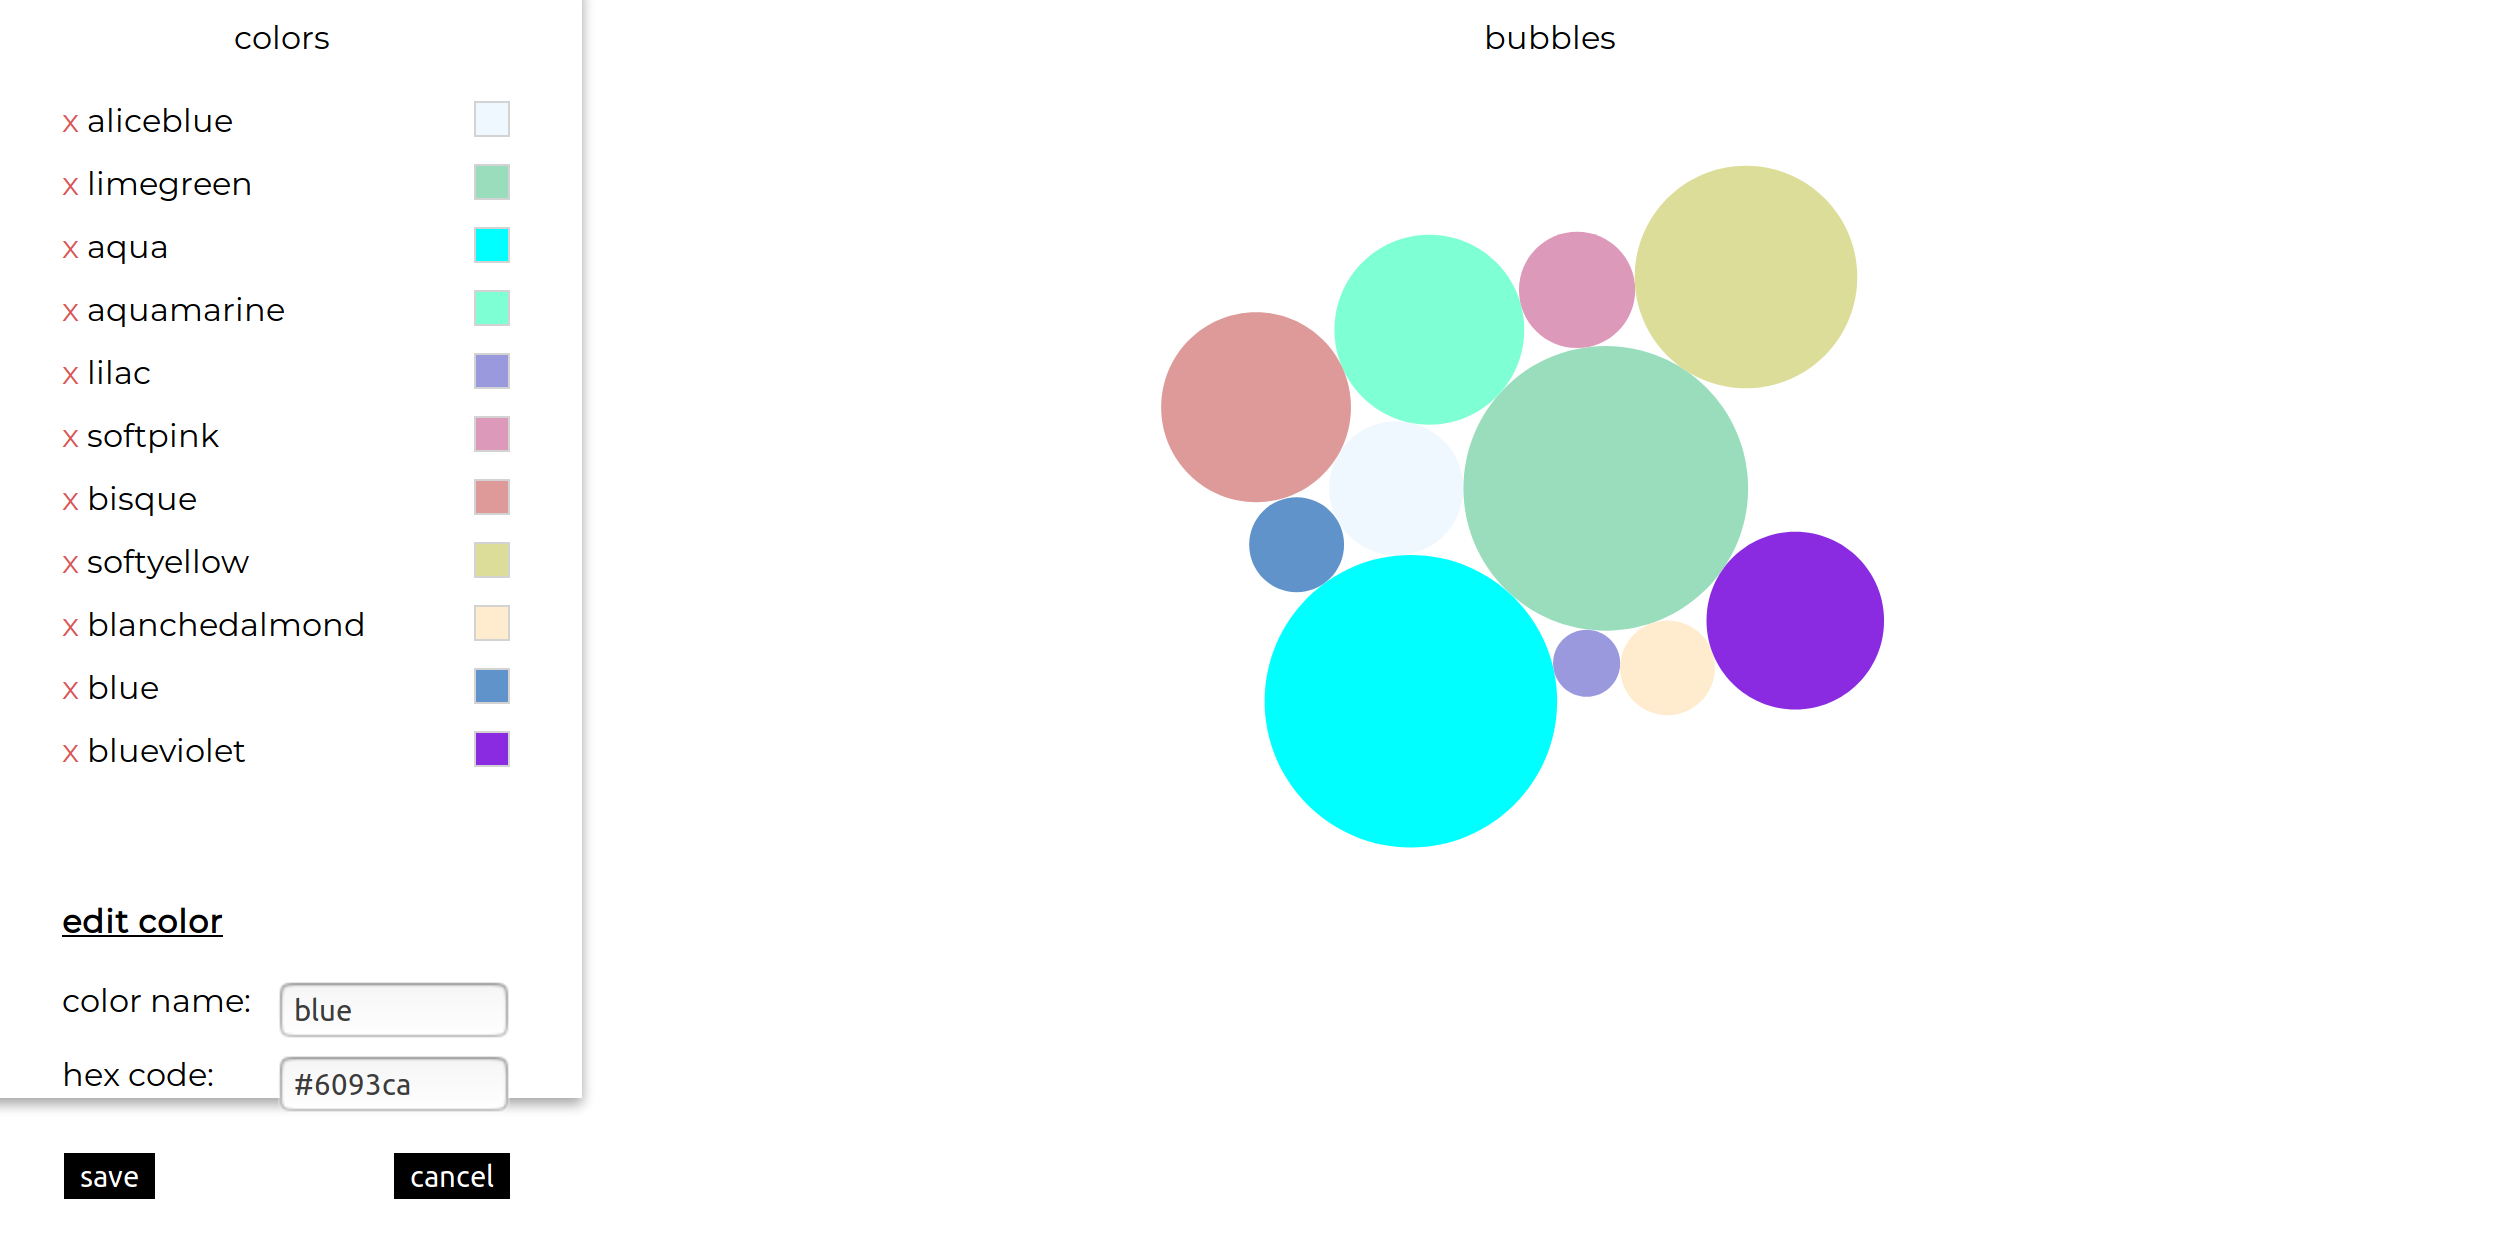 colors
x aliceblue
x limegreen
x aqua
x aquamarine
x lilac
x softpink
x bisque
x softyellow
x blanchedalmond
x blue
x blueviolet
edit color
color name: blue
hex code: #6093ca
save cancel
bubbles